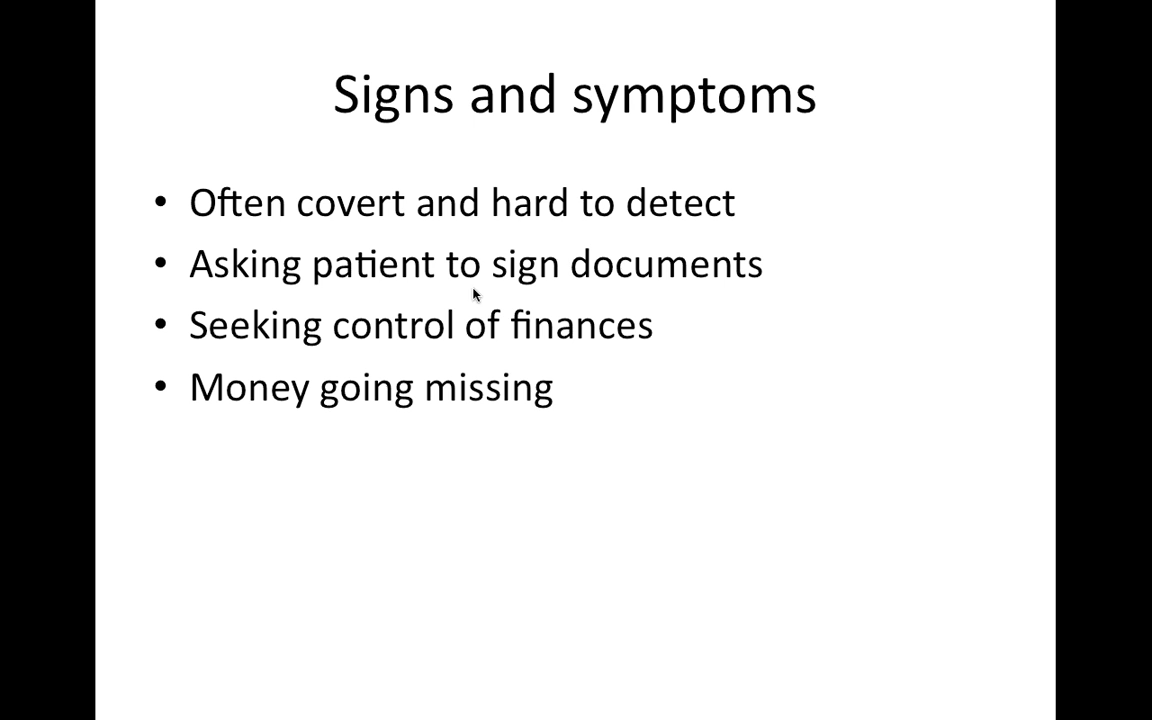 Signs and symptoms
• Often covert and hard to detect
• Asking patient to sign documents
• Seeking control of finances
• Money going missing